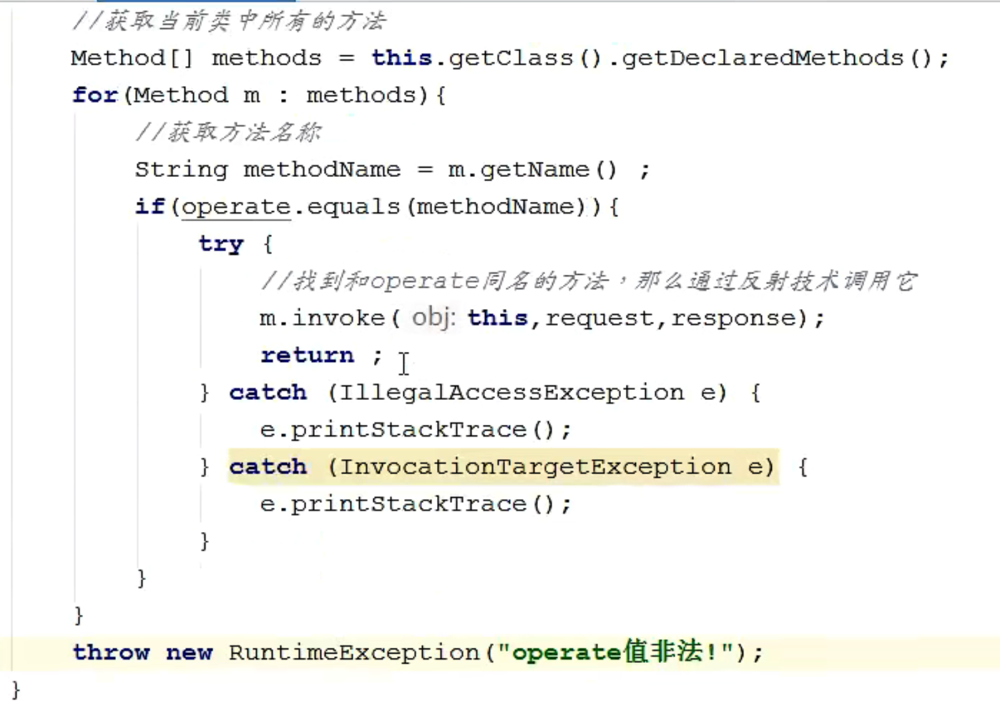 //获取当前类中所有的方法
Method[] methods = this.getClass().getDeclaredMethods();
for(Method m : methods){
//获取方法名称
String methodName = m.getName() ;
if(operate.equals(methodName)){
try {
//找到和operate同名的方法，那么通过反射技术调用它
m.invoke( obj: this,request,response);
return ;
} catch (IllegalAccessException e) {
e.printStackTrace();
} catch (InvocationTargetException e) {
e.printStackTrace();
}
}
}
throw new RuntimeException("operate值非法!");
}